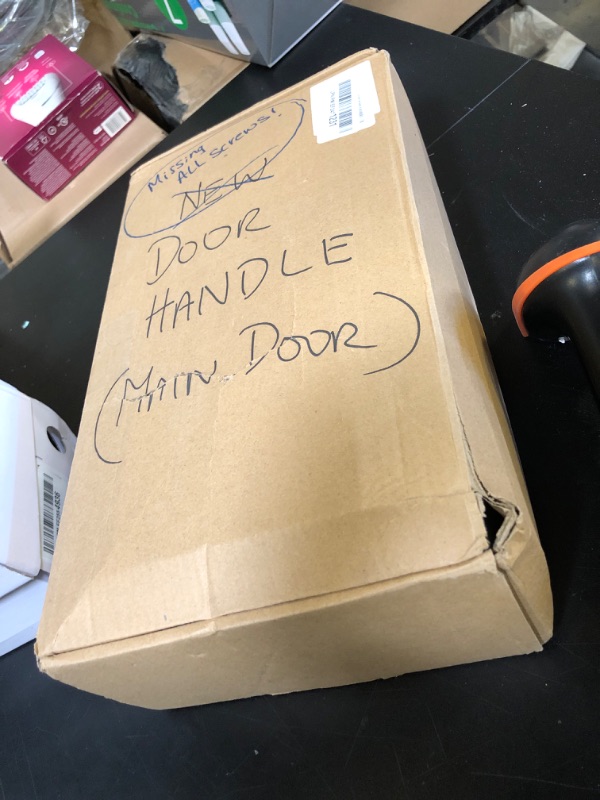 Missing
ALL SCREWS!
NEW
DOOR
HANDLE
(MAIN DOOR)